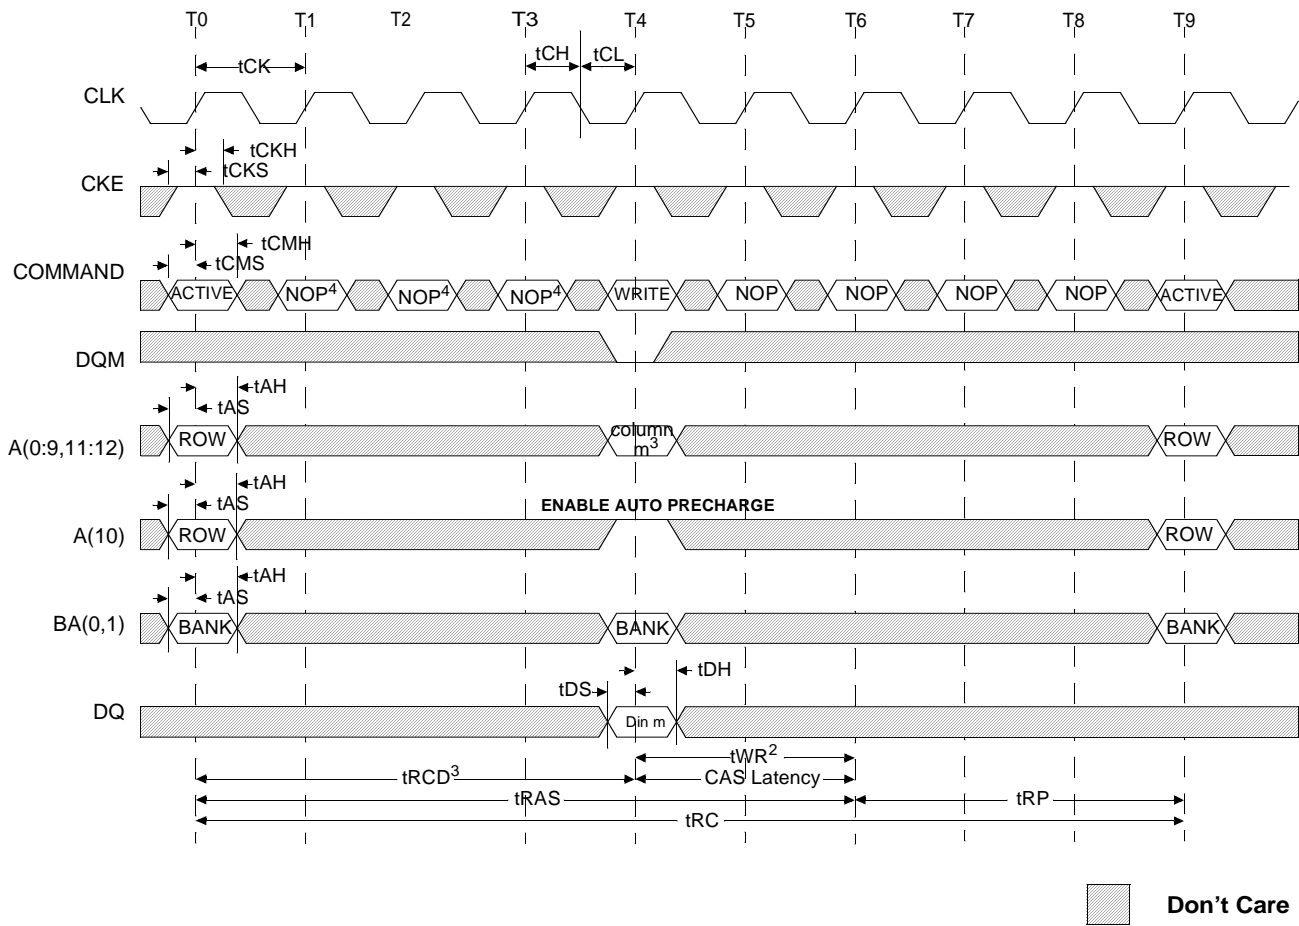 T0 T1 T2 T3 T4 T5 T6 T7 T8 T9
tCH tCL
tCK
CLK
tCKH
tCKS
CKE
tCMH
tCMS
COMMAND
ACTIVE NOP4 NOP4 NOP4 WRITE NOP NOP NOP NOP ACTIVE
DQM
tAH
tAS
A(0:9,11:12)
ROW column m3 ROW
tAH
tAS
ENABLE AUTO PRECHARGE
A(10)
ROW ROW
tAH
tAS
BA(0,1)
BANK BANK BANK
tDH
tDS
DQ
Din m
tWR2
tRCD3 CAS Latency
tRAS tRP
tRC
Don't Care